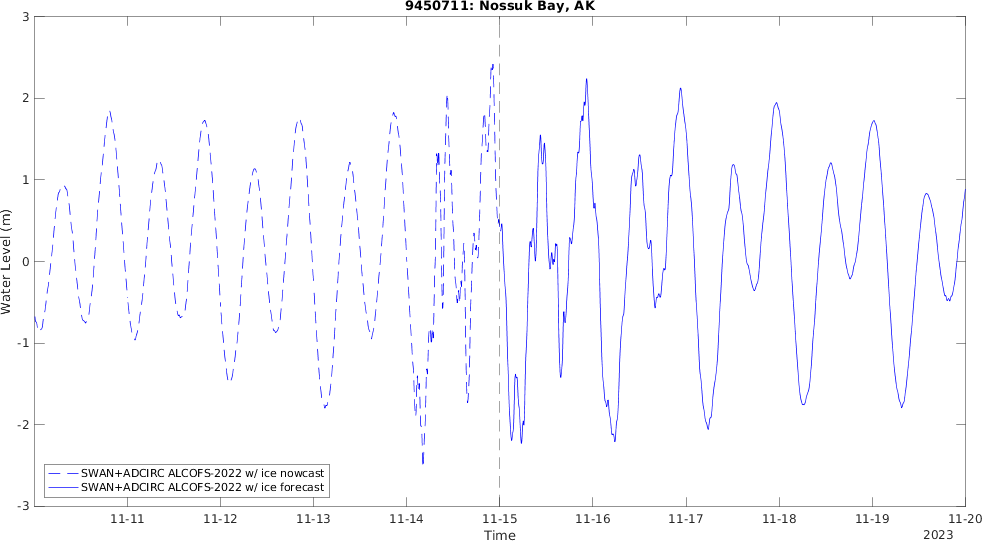 9450711: Nossuk Bay, AK
3
2
1
0
-1
-2
-3
Water Level (m)
SWAN+ADCIRC ALCOFS-2022 w/ ice nowcast
SWAN+ADCIRC ALCOFS-2022 w/ ice forecast
11-11 11-12 11-13 11-14 11-15 11-16 11-17 11-18 11-19 11-20
Time
2023